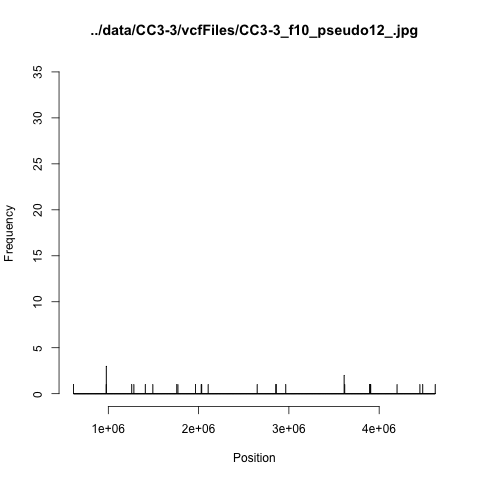 ../data/CC3-3/vcfFiles/CC3-3_f10_pseudo12_.jpg
35
30
25
20
15
10
5
0
Frequency
1e+06 2e+06 3e+06 4e+06
Position